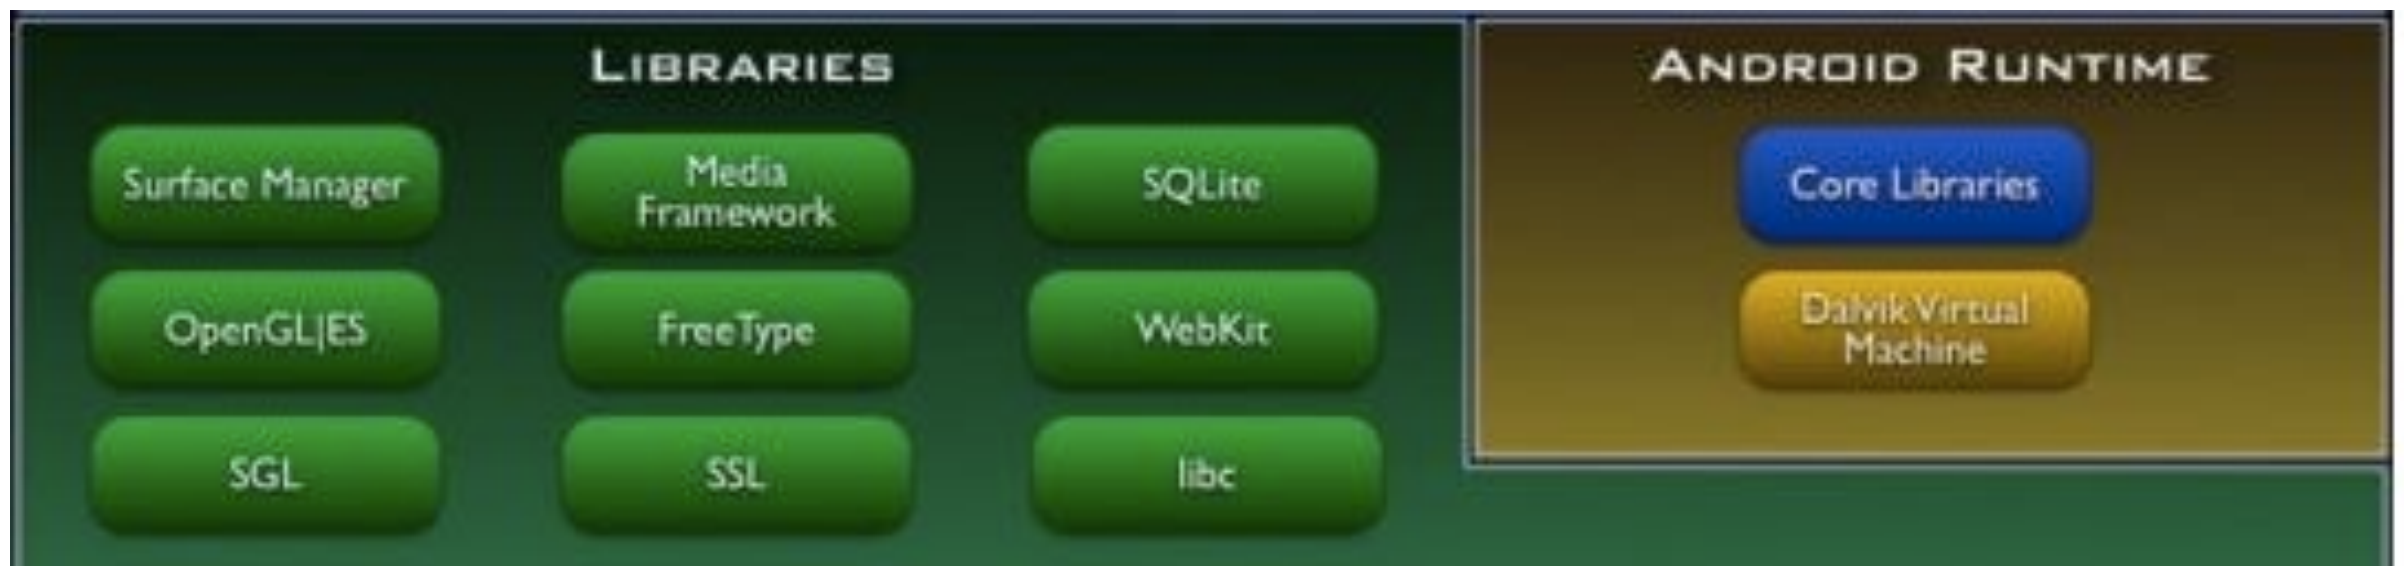 LIBRARIES
Surface Manager
Media
Framework
SQLite
OpenGL|ES
FreeType
WebKit
SGL
SSL
libc
ANDROID RUNTIME
Core Libraries
Dalvik Virtual
Machine